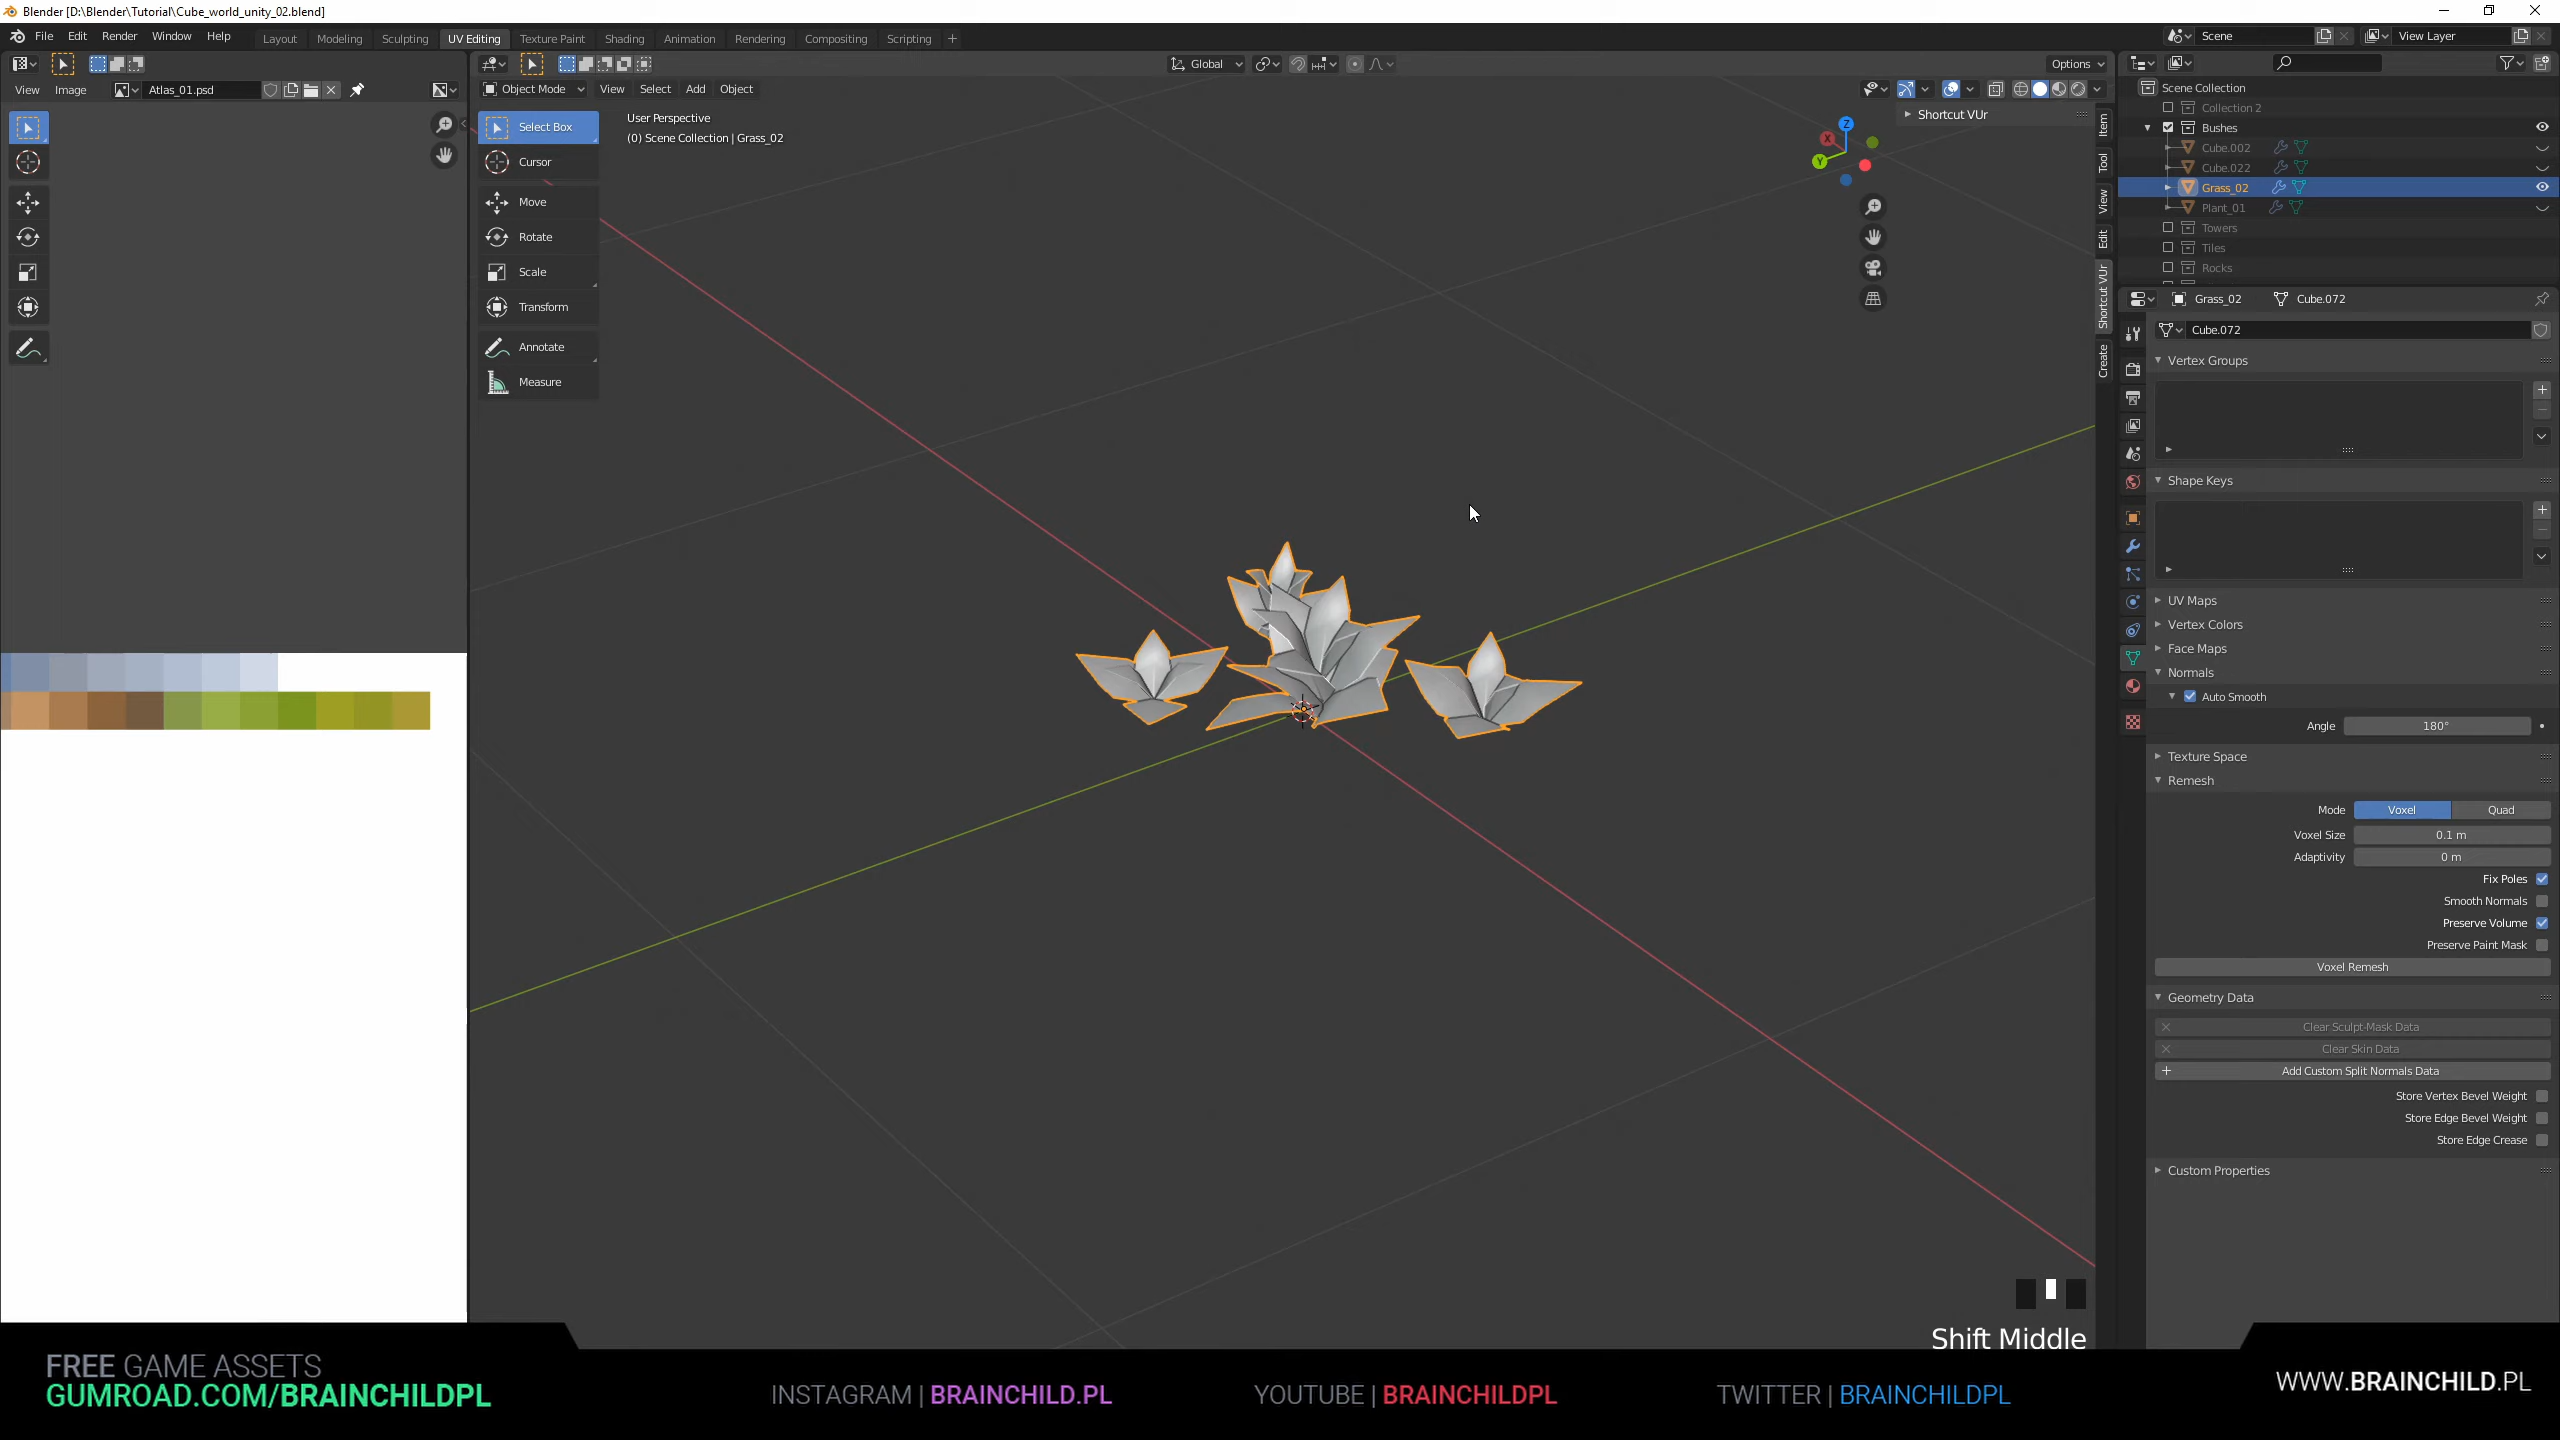 Blender [D:\Blender\Tutorial\Cube_world_unity_02.blend]
File Edit Render Window Help
Layout Modeling Sculpting UV Editing Texture Paint Shading Animation Rendering Compositing Scripting +
Scene
View Layer
Global
Options
View Image
Atlas_01.psd
Object Mode View Select Add Object
Select Box
Cursor
Move
Rotate
Scale
Transform
Annotate
Measure
User Perspective
(0) Scene Collection | Grass_02
Shortcut VUr
Z
X
Y
Item
Tool
View
Edit
Shortcut VUr
Create
Scene Collection
Collection 2
Bushes
Cube.002
Cube.022
Grass_02
Plant_01
Towers
Tiles
Rocks
Grass_02 Cube.072
Cube.072
Vertex Groups
Shape Keys
UV Maps
Vertex Colors
Face Maps
Normals
Auto Smooth
Angle 180°
Texture Space
Remesh
Mode Voxel Quad
Voxel Size 0.1 m
Adaptivity 0 m
Fix Poles
Smooth Normals
Preserve Volume
Preserve Paint Mask
Voxel Remesh
Geometry Data
Clear Sculpt-Mask Data
Clear Skin Data
Add Custom Split Normals Data
Store Vertex Bevel Weight
Store Edge Bevel Weight
Store Edge Crease
Custom Properties
Shift Middle
FREE GAME ASSETS
GUMROAD.COM/BRAINCHILDPL
INSTAGRAM | BRAINCHILD.PL
YOUTUBE | BRAINCHILDPL
TWITTER | BRAINCHILDPL
WWW.BRAINCHILD.PL